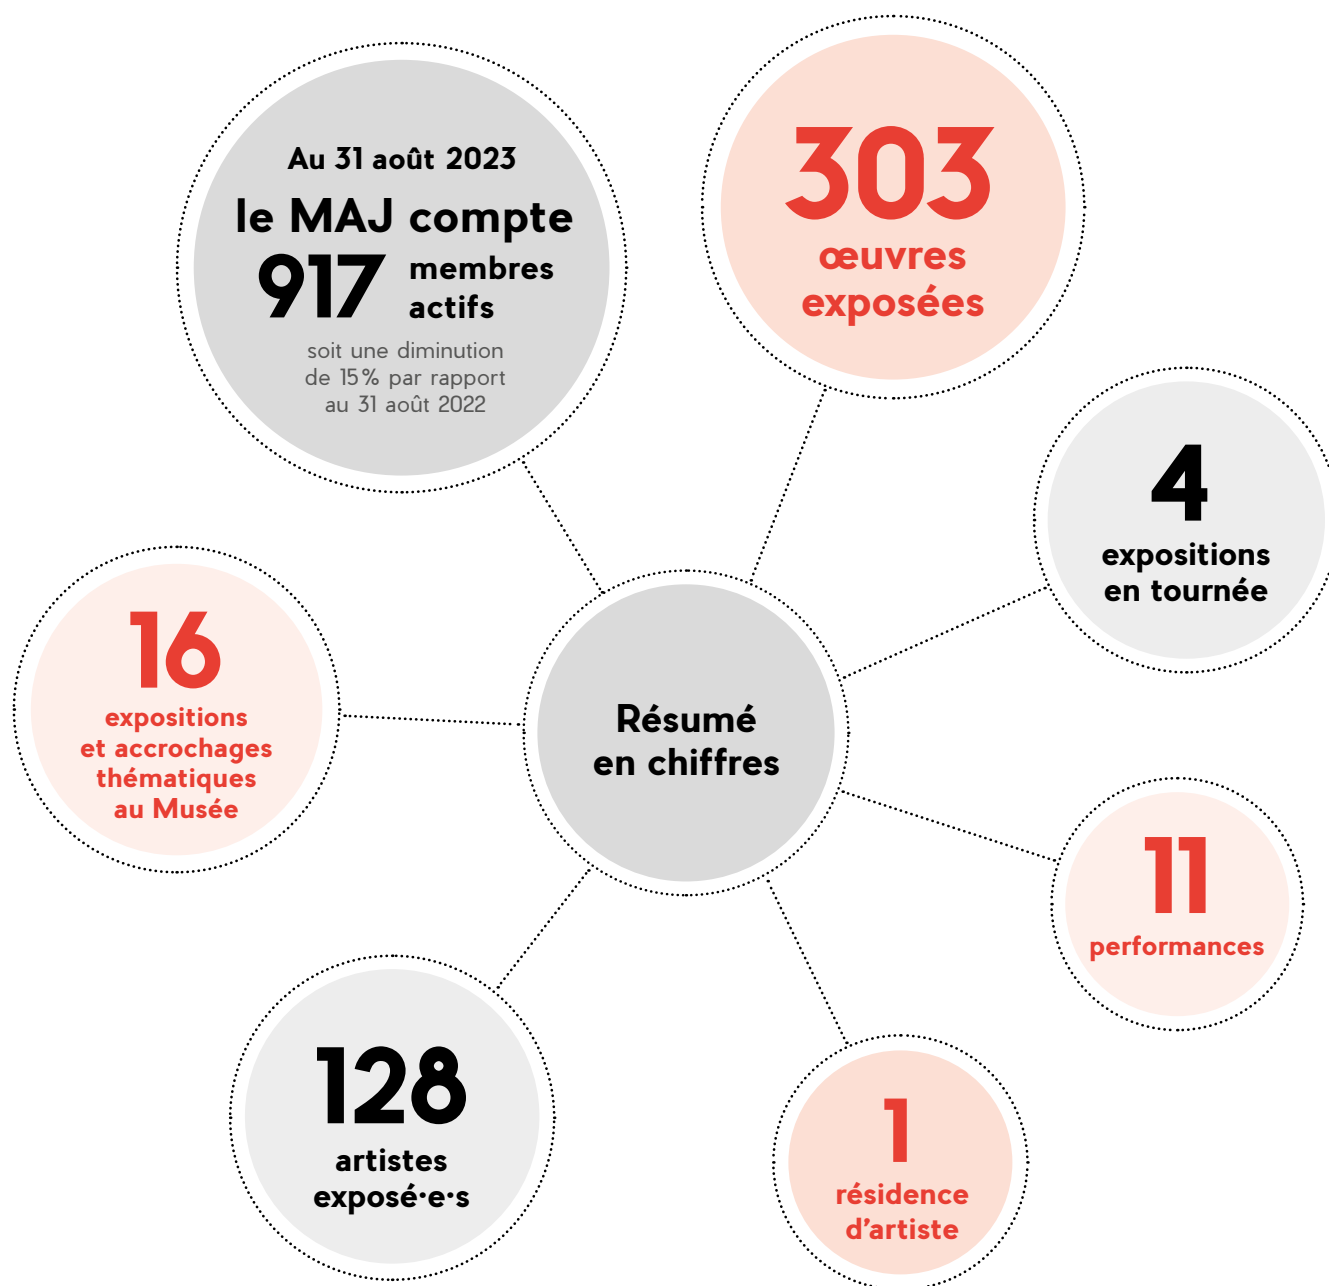 Au 31 août 2023
le MAJ compte
917 membres
actifs
soit une diminution
de 15% par rapport
au 31 août 2022
303
œuvres
exposées
4
expositions
en tournée
16
expositions
et accrochages
thématiques
au Musée
Résumé
en chiffres
11
performances
128
artistes
exposé·e·s
1
résidence
d’artiste